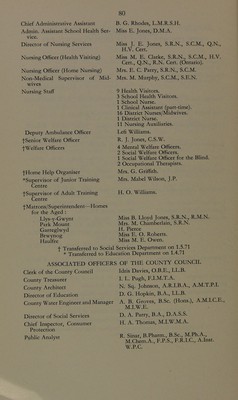 80
Chief Administrative Assistant B. G. Rhodes, L.M.R.S.H.
Admin. Assistant School Health Service. Miss E. Jones, D.M.A.
Director of Nursing Services Miss J. E. Jones, S.R.N., S.C.M., Q.N., H.V. Cert.
Nursing Officer (Health Visiting) Miss M. E. Clarke, S.R.N., S.C.M., H.V. Cert., Q.N., R.N. Cert. (Ontario).
Nursing Officer (Home Nursing) Mrs. E. C. Parry, S.R.N., S.C.M.
Non-Medical Supervisor of Midwives Mrs. M. Murphy, S.C.M., S.E.N.
Nursing Staff 9 Health Visitors.
5 School Health Visitors.
1 School Nurse.
1 Clinical Assistant (part-time).
16 District Nurses/Midwives.
1 District Nurse.
11 Nursing Auxiliaries.
Deputy Ambulance Officer Lefi Williams.
†Senior Welfare Officer R. I. Jones, C.S.W.
†Welfare Officers 4 Mental Welfare Officers.
2 Social Welfare Officers.
1 Social Welfare Officer for the Blind.
2 Occupational Therapists.
†Home Help Organiser Mrs. G. Griffith.
*Supervisor of Junior Training Centre Mrs. Mabel Wilson, J.P.
†Supervisor of Adult Training Centre H. O. Williams.
†Matrons/Superintendents—Homes for the Aged:
Llys-y-Gwynt Miss B. Lloyd Jones, S.R.N., R.M.N.
Park Mount Mrs. M. Chamberlain, S.R.N.
Garreglwyd H. Pierce
Brwynog Miss E. O. Roberts.
Haulfre Miss M. E. Owen.
† Transferred to Social Services Department on 1.3.71
* Transferred to Education Department on 1.4.71
ASSOCIATED OFFICERS OF THE COUNTY COUNCIL
Clerk of the County Council Idris Davies, O.B.E., LL.B.
County Treasurer I. L. Pugh, F.I.M.T.A.
County Architect N. Sq. Johnson, A.R.I.B.A., A.M.T.P.I.
Director of Education D. G. Hopkin, B.A., LL.B.
County Water Engineer and Manager A. B. Groves, B.Sc. (Hons.), A.M.I.C.E., M.I.W.E.
Director of Social Services D. A. Parry, B.A., D.A.S.S.
Chief Inspector, Consumer Protection H. A. Thomas, M.I.W.M.A.
Public Analyst R. Sinar, B.Pharm., B.Sc., M.Ph.A., M.Chem.A., F.P.S., F.R.I.C., A.Inst. W.P.C.